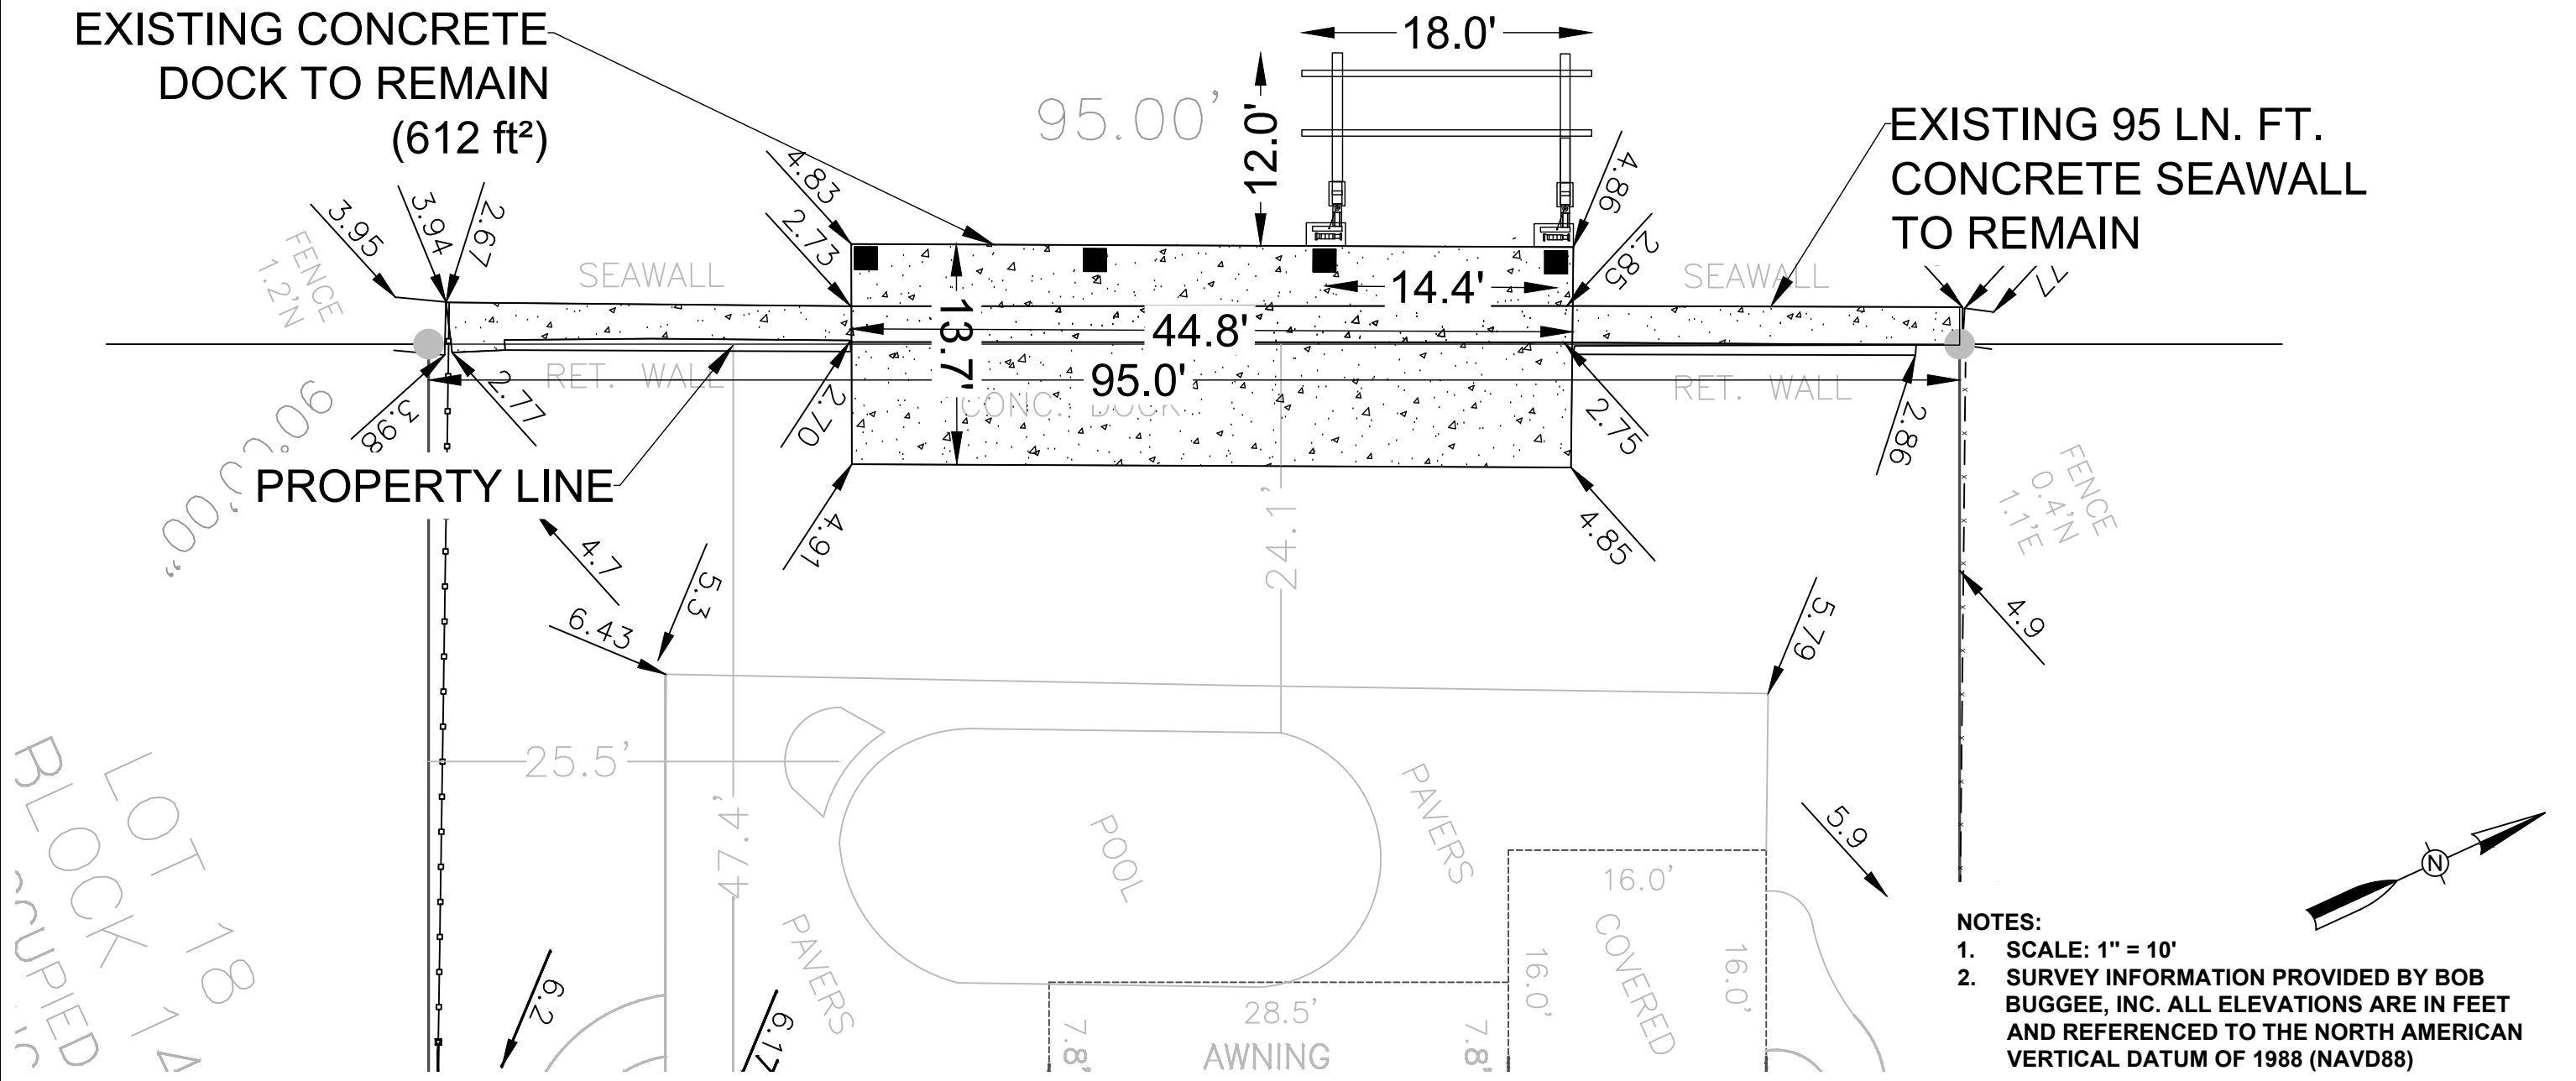 EXISTING CONCRETE
DOCK TO REMAIN
(612 ft²)
18.0'
95.00'
12.0'
EXISTING 95 LN. FT.
CONCRETE SEAWALL
TO REMAIN
4.83
2.73
4.86
2.85
3.95
3.94
2.67
FENCE
1.2'N
SEAWALL
SEAWALL
14.4'
13.7'
44.8'
95.0'
RET. WALL
CONC. DOCK
RET. WALL
90°00'00"
3.98
2.77
2.70
2.75
2.86
PROPERTY LINE
FENCE
0.4'N
1.1'E
4.91
24.1'
4.85
4.7
5.3
6.43
5.79
4.9
25.5'
47.4'
LOT 18
BLOCK 14
POOL
PAVERS
PAVERS
5.9
16.0'
16.0'
COVERED
16.0'
N
6.2
6.17
28.5'
7.8'
AWNING
7.8'
NOTES:
1. SCALE: 1" = 10'
2. SURVEY INFORMATION PROVIDED BY BOB
BUGGEE, INC. ALL ELEVATIONS ARE IN FEET
AND REFERENCED TO THE NORTH AMERICAN
VERTICAL DATUM OF 1988 (NAVD88)